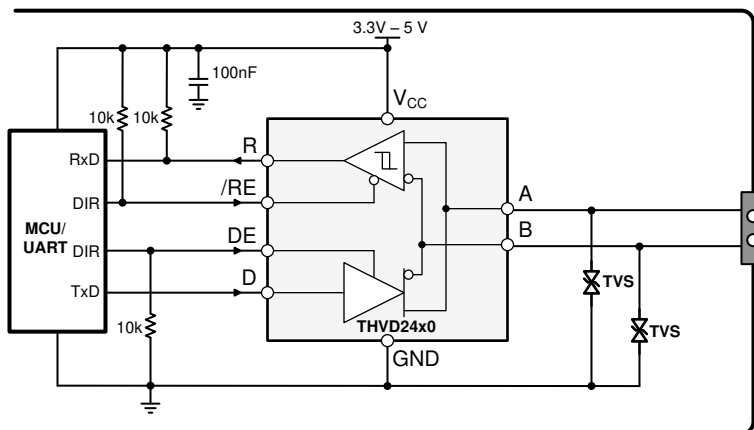 3.3V – 5 V
100nF
10k
10k
VCC
R
RxD
/RE
A
DIR
MCU/
UART
B
DE
DIR
D
TxD
TVS
10k
THVD24x0
TVS
GND